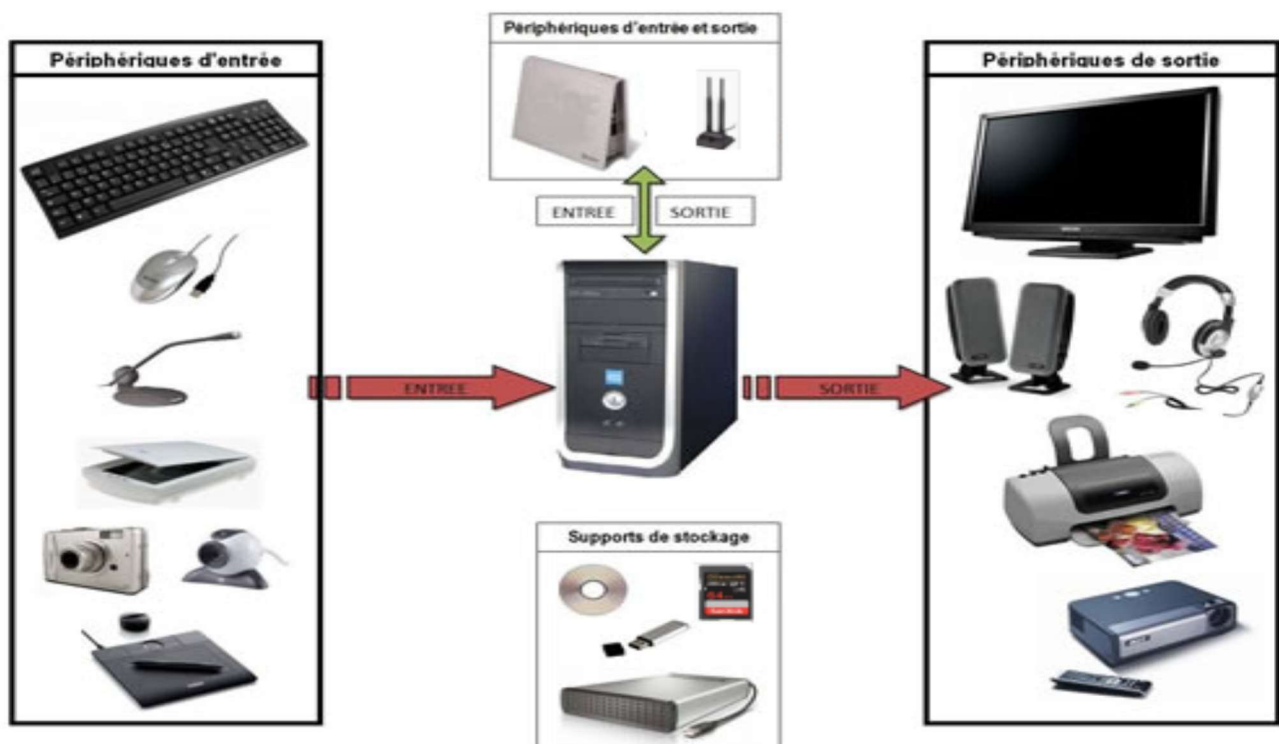 Périphériques d'entrée et sortie
Périphériques d'entrée
Périphériques de sortie
ENTREE
SORTIE
ENTREE
SORTIE
Supports de stockage